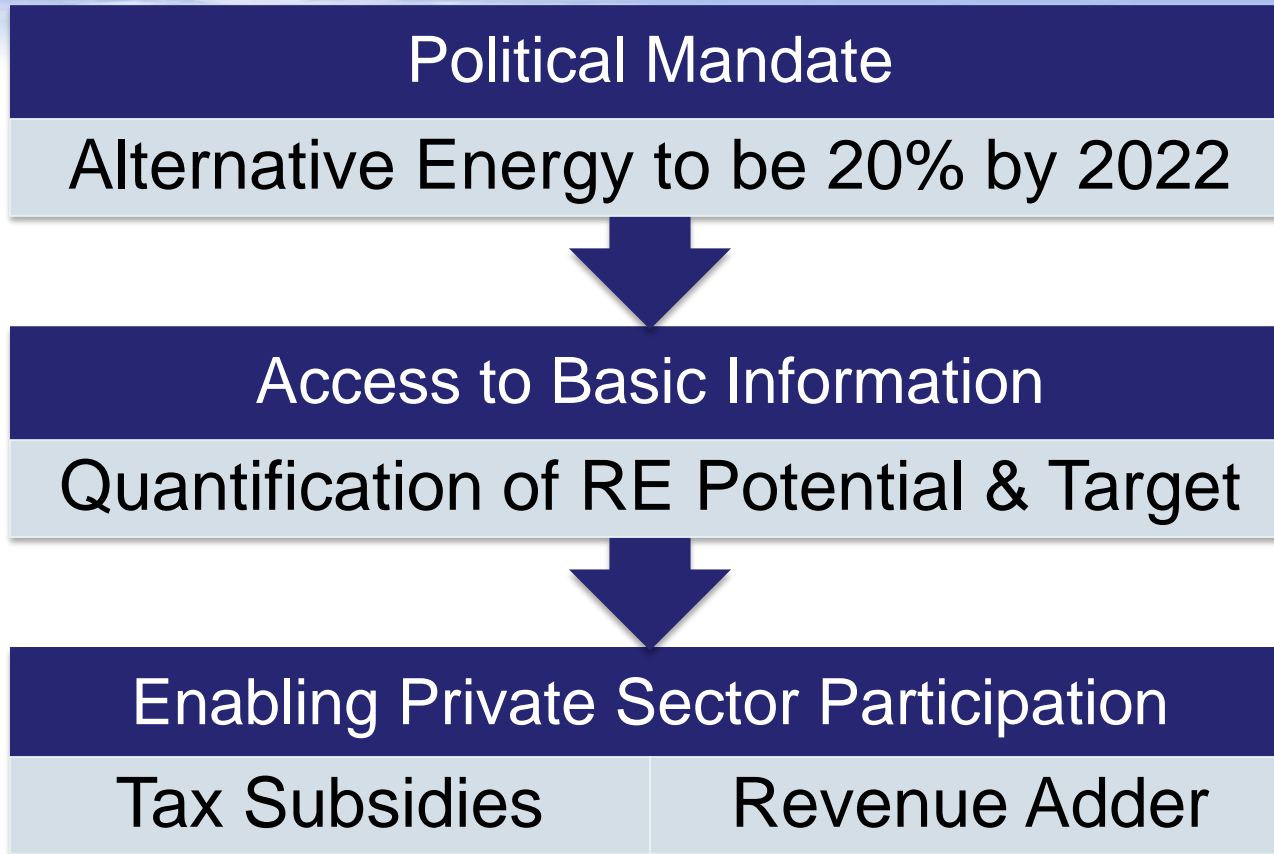 Political Mandate
Alternative Energy to be 20% by 2022
Access to Basic Information
Quantification of RE Potential & Target
Enabling Private Sector Participation
Tax Subsidies
Revenue Adder